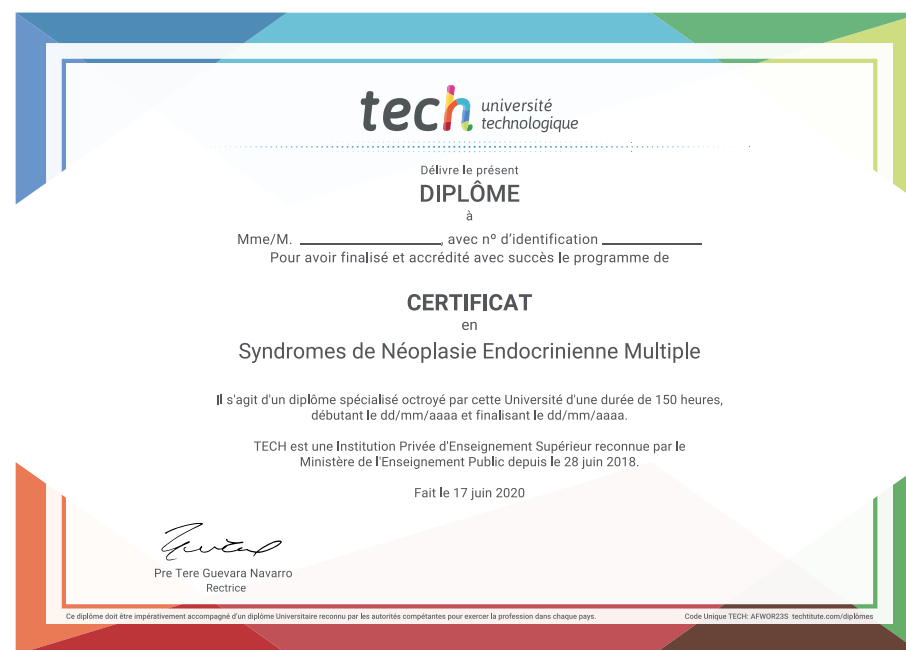 tech université
technologique
Délivre le présent
DIPLÔME
à
Mme/M. ____________________, avec nº d'identification ______________
Pour avoir finalisé et accrédité avec succès le programme de
CERTIFICAT
en
Syndromes de Néoplasie Endocrinienne Multiple
Il s'agit d'un diplôme spécialisé octroyé par cette Université d'une durée de 150 heures,
débutant le dd/mm/aaaa et finalisant le dd/mm/aaaa.
TECH est une Institution Privée d'Enseignement Supérieur reconnue par le
Ministère de l'Enseignement Public depuis le 28 juin 2018.
Fait le 17 juin 2020
Pre Tere Guevara Navarro
Rectrice
Ce diplôme doit être impérativement accompagné d'un diplôme Universitaire reconnu par les autorités compétantes pour exercer la profession dans chaque pays.
Code Unique TECH: AFWOR23S techtitute.com/diplômes